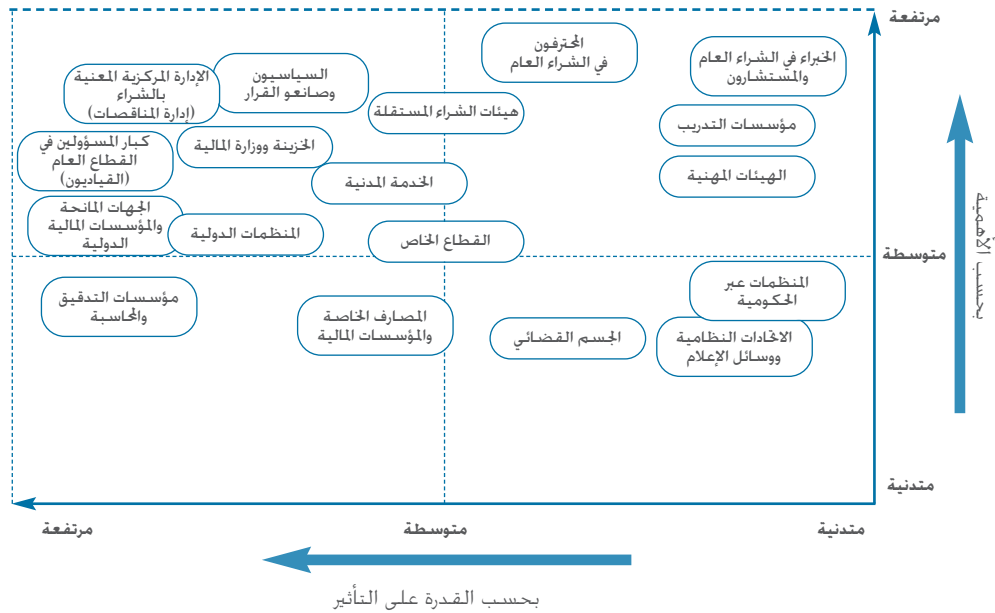 مرتفعة
المحترفون
في الشراء العام
الخبراء في الشراء العام
والمستشارون
السياسيون
وصانعو القرار
الإدارة المركزية المعنية
بالشراء
(إدارة المناقصات)
هيئات الشراء المستقلة
مؤسسات التدريب
الخزينة ووزارة المالية
كبار المسؤولين في
القطاع العام
(القياديون)
الهيئات المهنية
الخدمة المدنية
الجهات المانحة
والمؤسسات المالية
الدولية
المنظمات الدولية
القطاع الخاص
متوسطة
بحسب الأهمية
المنظمات عبر
الحكومية
مؤسسات التدقيق
والمحاسبة
المصارف الخاصة
والمؤسسات المالية
الجسم القضائي
الاتحادات النظامية
ووسائل الإعلام
متدنية
متدنية
متوسطة
مرتفعة
بحسب القدرة على التأثير